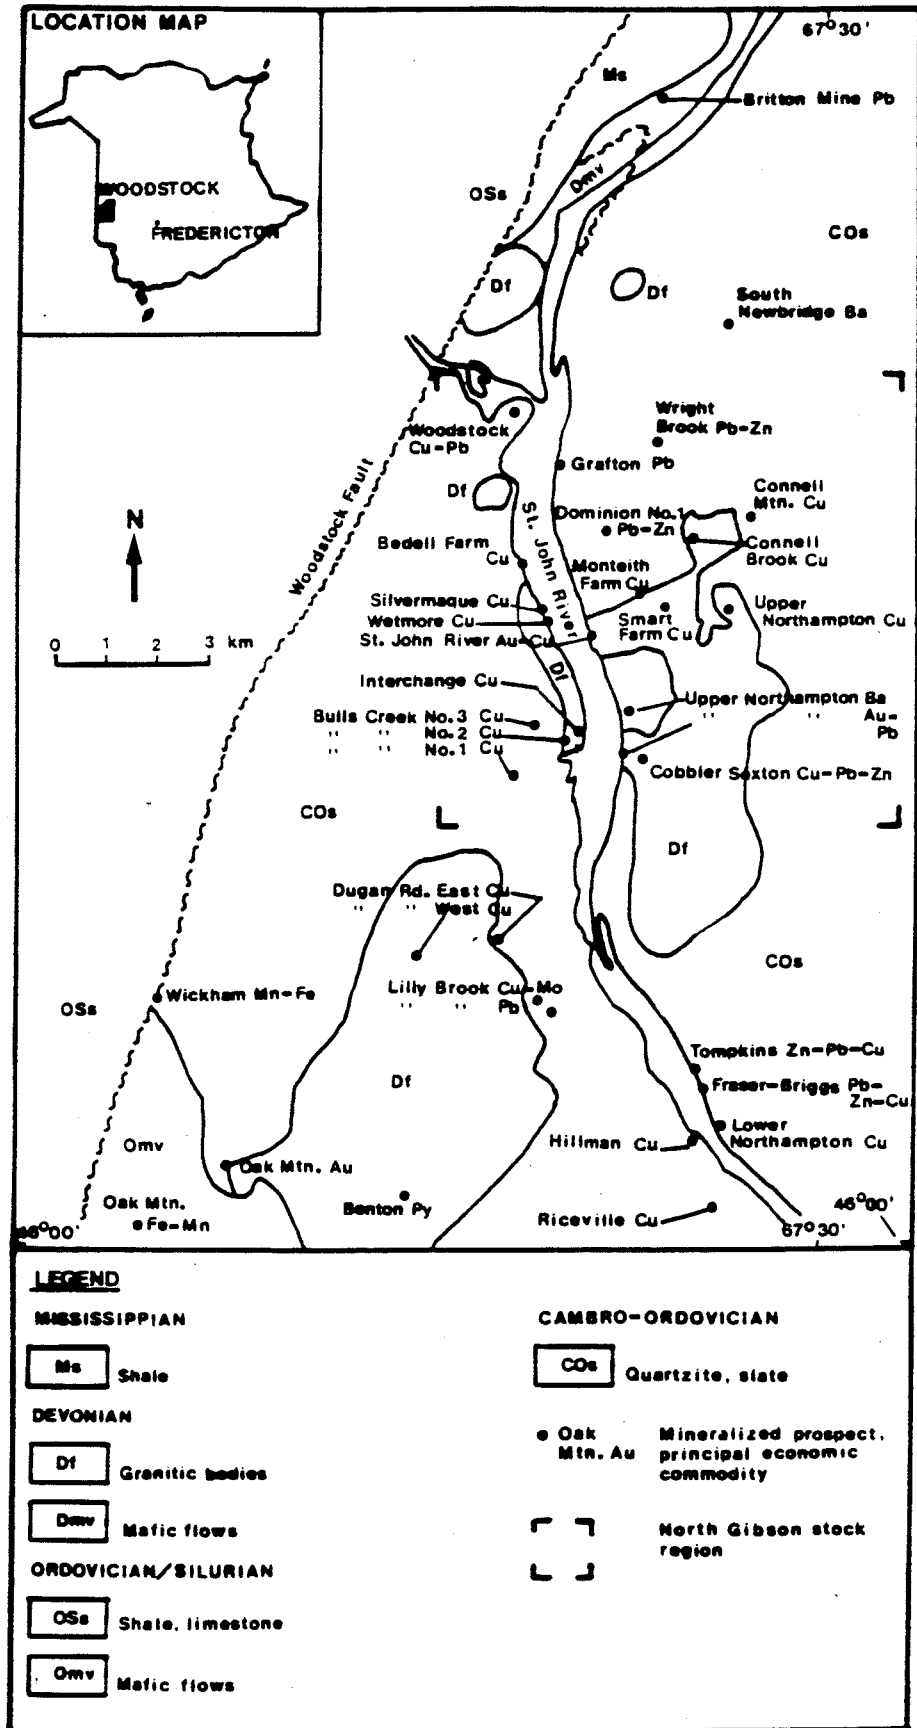 LOCATION MAP
WOODSTOCK
FREDERICTON
67°30'
Ms
Britton Mine Pb
Dmv
OSs
COs
Df
Df
South
Newbridge Ba
Wright
Brook Pb-Zn
Woodstock
Cu-Pb
Grafton Pb
Woodstock Fault
Df
St. John River
Connell
Mtn. Cu
Dominion No.1
Pb-Zn
Connell
Brook Cu
N
Bedell Farm
Cu
Monteith
Farm Cu
Silvermaque Cu
Wetmore Cu
St. John River Au-Cu
Smart
Farm Cu
Upper
Northampton Cu
0 1 2 3 km
Df
Interchange Cu
Upper Northampton Ba
" " Au-
Pb
Bulls Creek No.3 Cu
" " No.2 Cu
" " No.1 Cu
Cobbler Sexton Cu-Pb-Zn
COs
Df
Dugan Rd. East Cu
" " West Cu
COs
OSs
Wickham Mn-Fe
Lilly Brook Cu-Mo
" " Pb
Tompkins Zn-Pb-Cu
Df
Fraser-Briggs Pb-
Zn-Cu
Omv
Hillman Cu
Lower
Northampton Cu
Oak Mtn. Au
Oak Mtn.
Fe-Mn
Benton Py
Riceville Cu
46°00'
46°00'
67°30'
LEGEND
MISSISSIPPIAN
Ms Shale
DEVONIAN
Df Granitic bodies
Dmv Mafic flows
ORDOVICIAN/SILURIAN
OSs Shale, limestone
Omv Mafic flows
CAMBRO-ORDOVICIAN
COs Quartzite, slate
Oak
Mtn. Au
Mineralized prospect,
principal economic
commodity
North Gibson stock
region